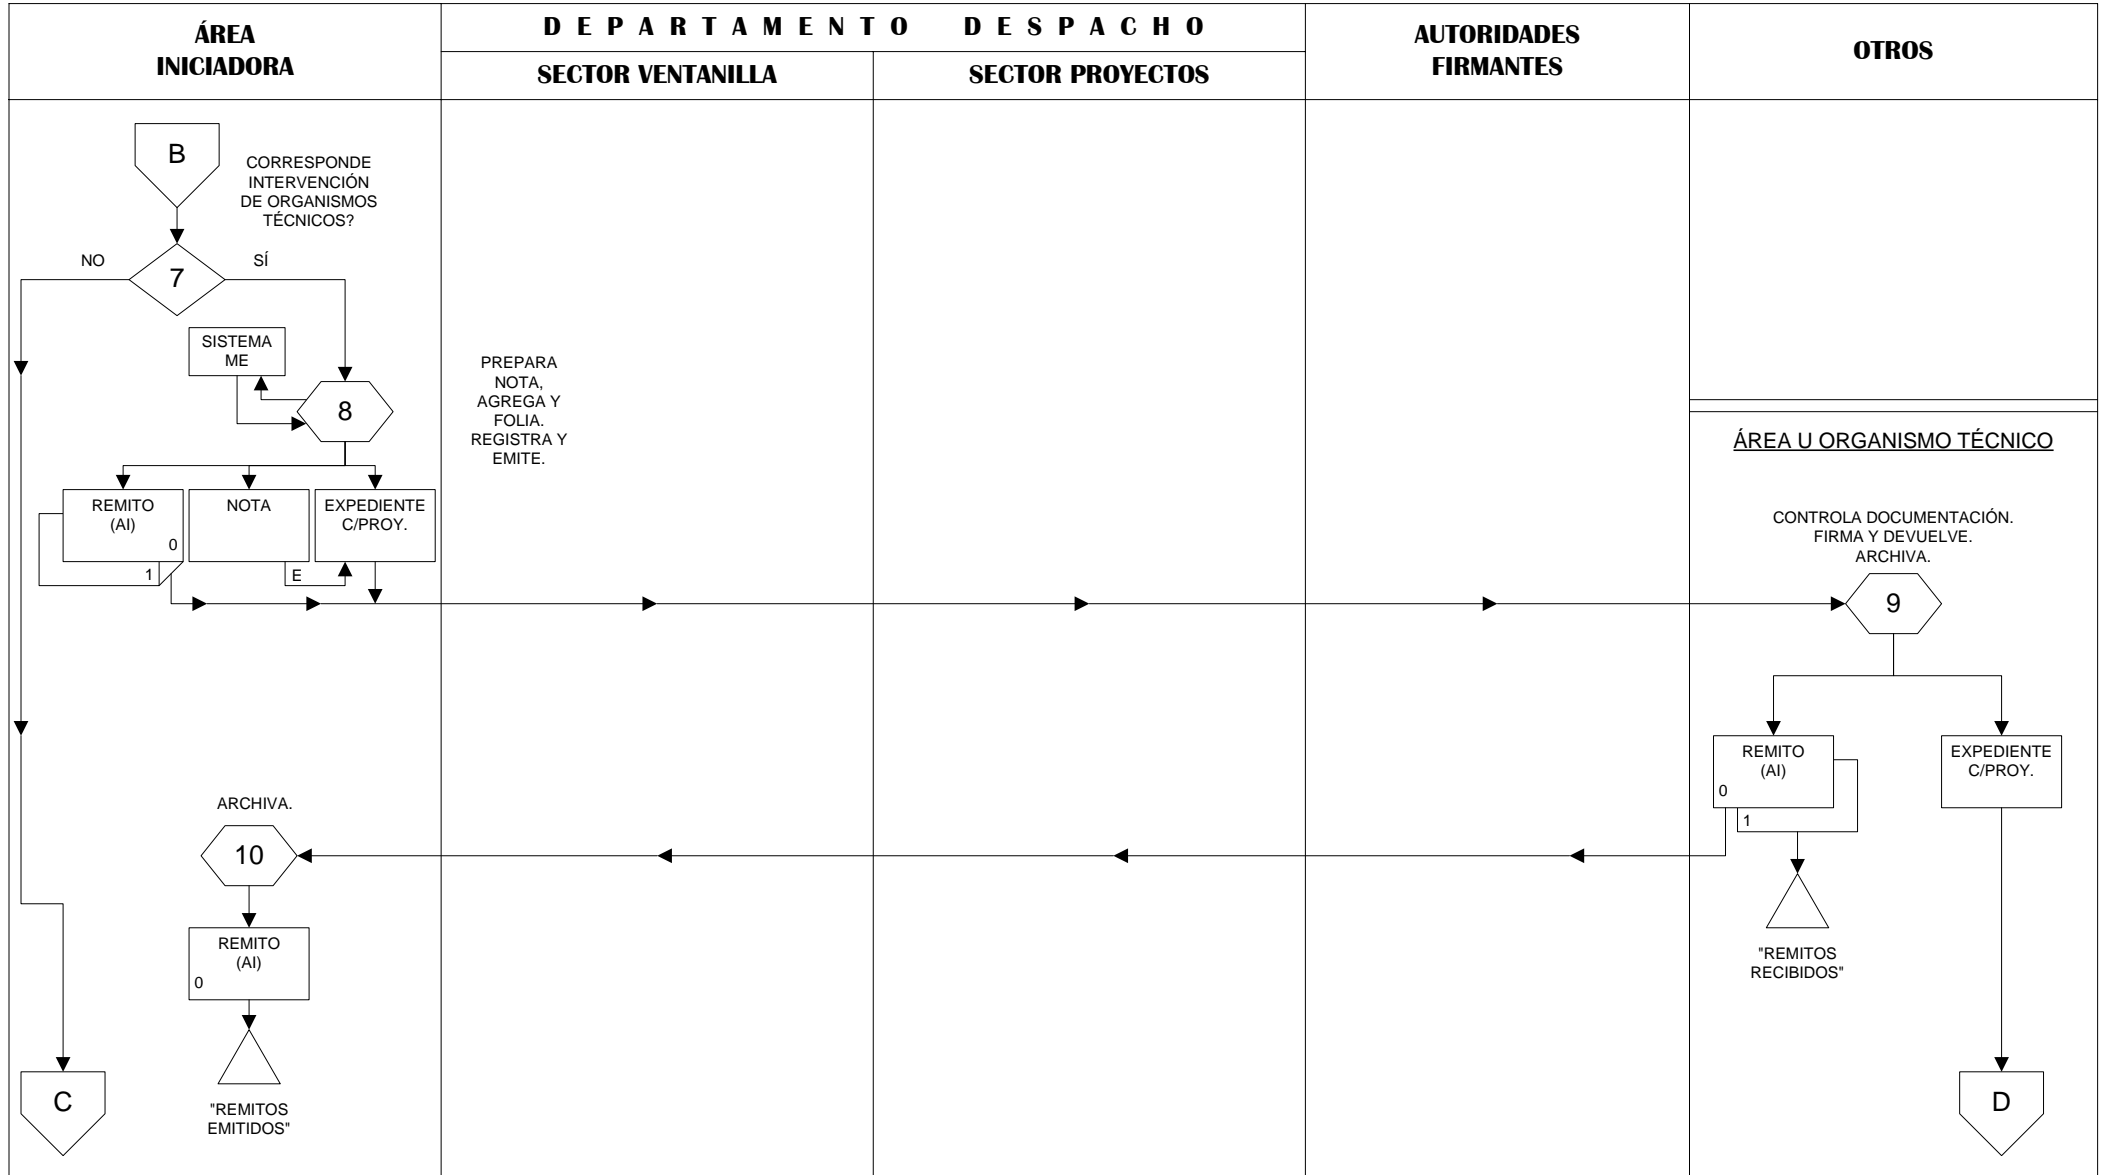 ÁREA
INICIADORA
DEPARTAMENTO DESPACHO
SECTOR VENTANILLA
SECTOR PROYECTOS
AUTORIDADES
FIRMANTES
OTROS
B
CORRESPONDE
INTERVENCIÓN
DE ORGANISMOS
TÉCNICOS?
NO
7
SÍ
SISTEMA
ME
8
PREPARA
NOTA,
AGREGA Y
FOLIA.
REGISTRA Y
EMITE.
REMITO
(AI)
0
1
NOTA
E
EXPEDIENTE
C/PROY.
ÁREA U ORGANISMO TÉCNICO
CONTROLA DOCUMENTACIÓN.
FIRMA Y DEVUELVE.
ARCHIVA.
9
REMITO
(AI)
0
1
EXPEDIENTE
C/PROY.
"REMITOS
RECIBIDOS"
D
ARCHIVA.
10
REMITO
(AI)
0
"REMITOS
EMITIDOS"
C